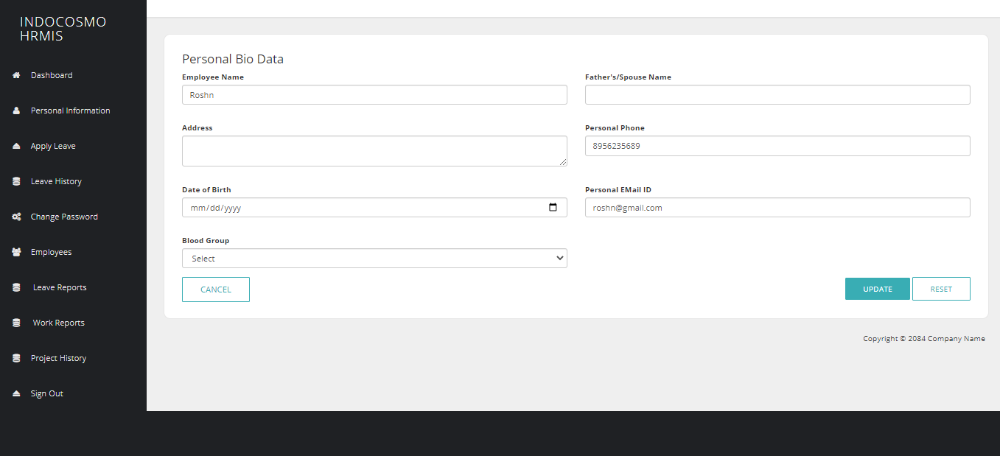 INDOCOSMO
HRMIS
Dashboard
Personal Information
Apply Leave
Leave History
Change Password
Employees
Leave Reports
Work Reports
Project History
Sign Out
Personal Bio Data
Employee Name
Roshn
Father's/Spouse Name
Address
Personal Phone
8956235689
Date of Birth
mm/dd/yyyy
Personal EMail ID
roshn@gmail.com
Blood Group
Select
CANCEL
UPDATE
RESET
Copyright © 2084 Company Name